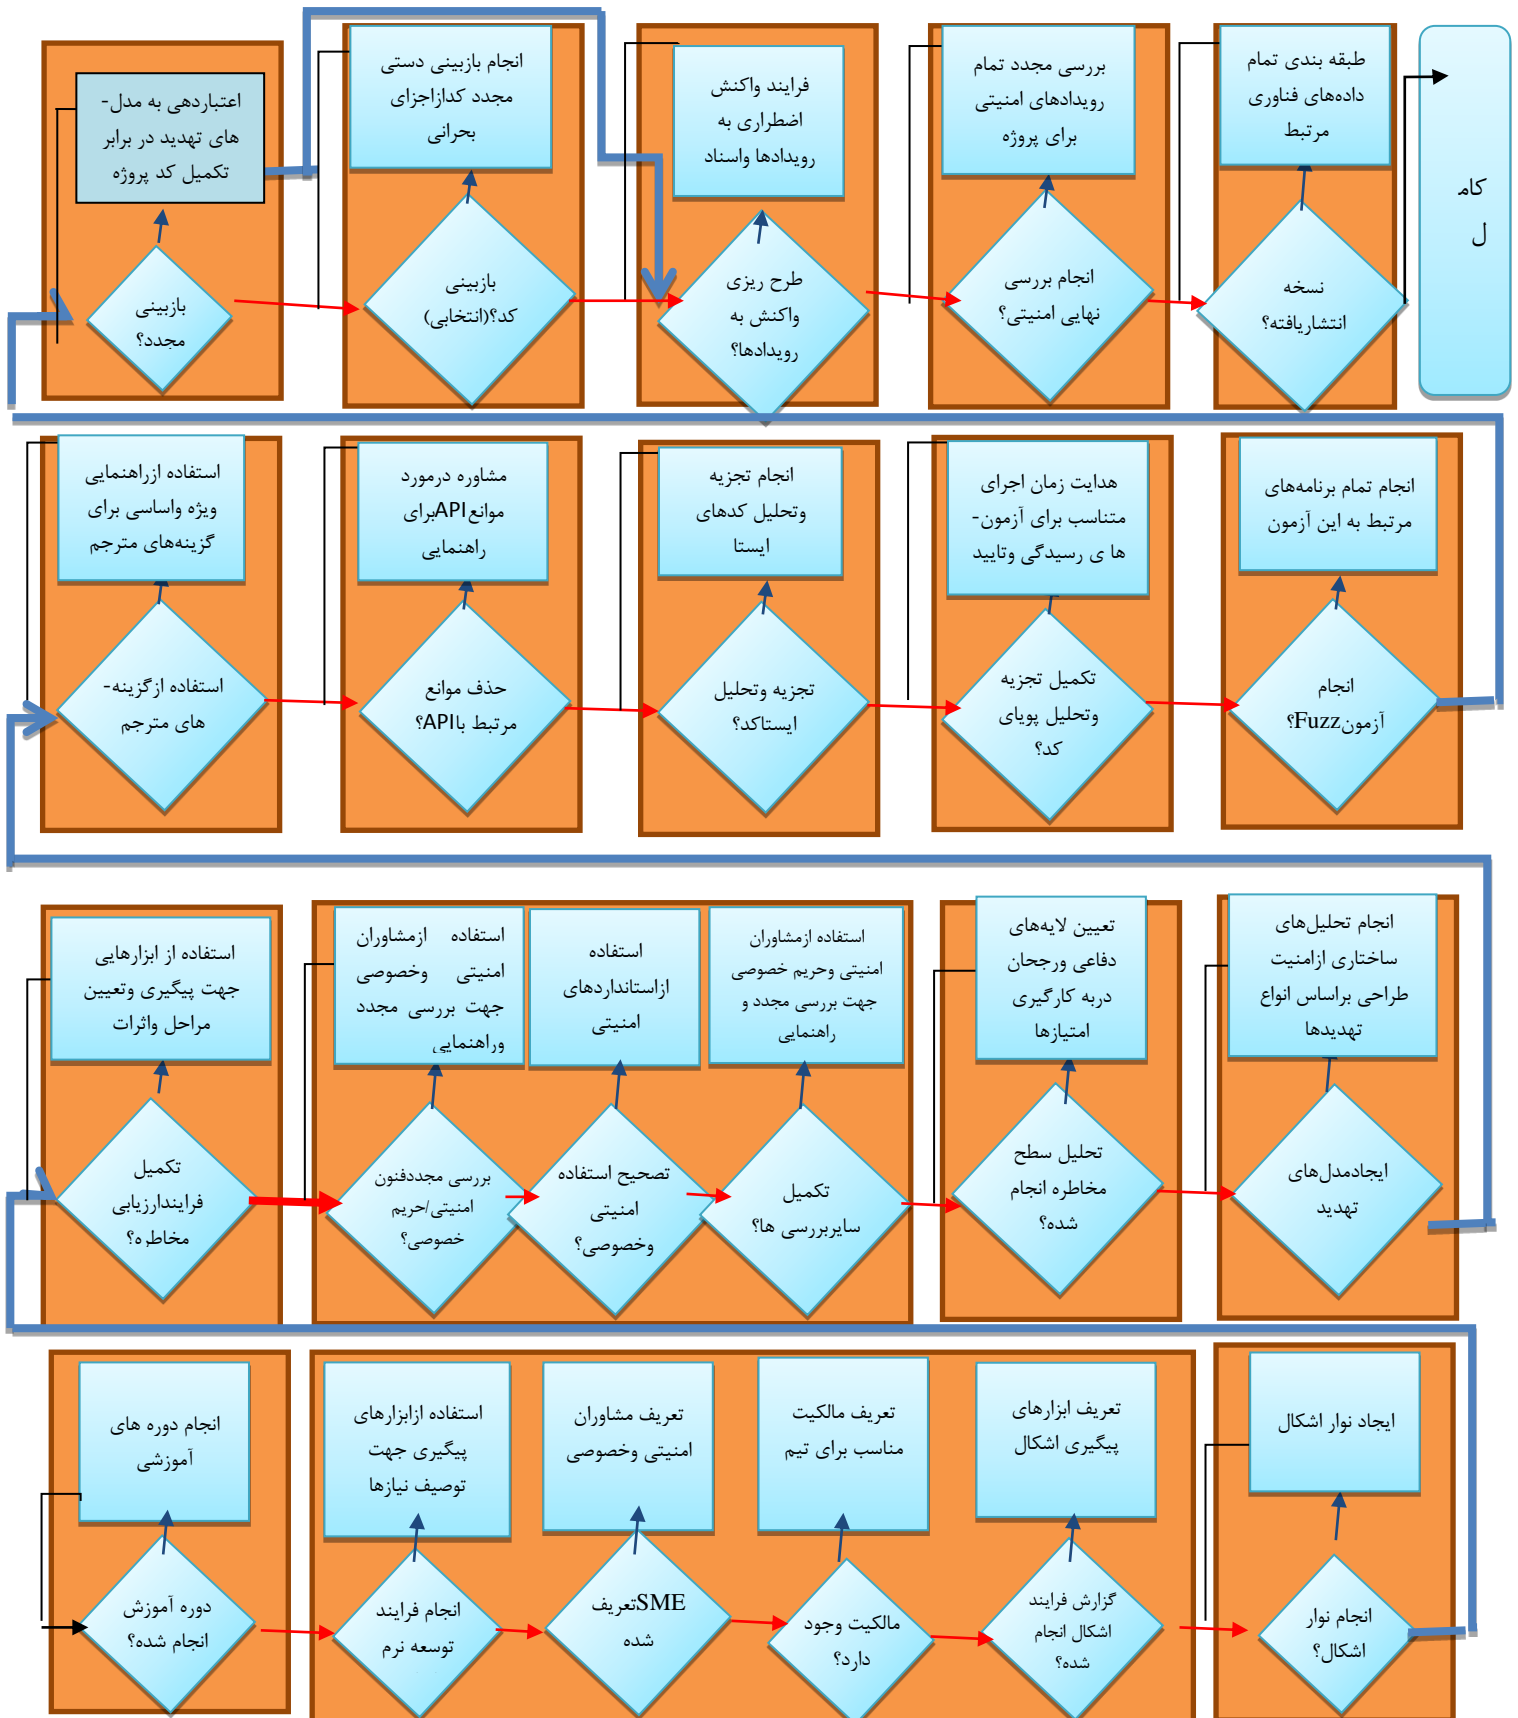 اعتباردهی به مدل-
های تهدید در برابر
تکمیل کد پروژه
بازبینی
مجدد؟
انجام بازبینی دستی
مجدد کدازاجزای
بحرانی
بازبینی
کد؟(انتخابی)
فرایند واکنش
اضطراری به
رویدادها واسناد
طرح ریزی
واکنش به
رویدادها؟
بررسی مجدد تمام
رویدادهای امنیتی
برای پروژه
انجام بررسی
نهایی امنیتی؟
طبقه بندی تمام
داده‌های فناوری
مرتبط
نسخه
انتشاریافته؟
کام
ل
استفاده ازراهنمایی
ویژه واساسی برای
گزینه‌های مترجم
استفاده ازگزینه-
های مترجم
مشاوره درمورد
موانعAPIبرای
راهنمایی
حذف موانع
مرتبط باAPI؟
انجام تجزیه
وتحلیل کدهای
ایستا
تجزیه وتحلیل
ایستاکد؟
هدایت زمان اجرای
متناسب برای آزمون-
ها ی رسیدگی وتایید
تکمیل تجزیه
وتحلیل پویای
کد؟
انجام تمام برنامه‌های
مرتبط به این آزمون
انجام
آزمونFuzz؟
استفاده از ابزارهایی
جهت پیگیری وتعیین
مراحل واثرات
تکمیل
فرایندارزیابی
مخاطره؟
استفاده ازمشاوران
امنیتی وخصوصی
جهت بررسی مجدد
وراهنمایی
بررسی مجددفنون
امنیتی/حریم
خصوصی؟
استفاده
ازاستانداردهای
امنیتی
تصحیح استفاده
امنیتی
وخصوصی؟
استفاده ازمشاوران
امنیتی وحریم خصوصی
جهت بررسی مجدد و
راهنمایی
تکمیل
سایربررسی ها؟
تعیین لایه‌های
دفاعی ورجحان
دربه کارگیری
امتیازها
تحلیل سطح
مخاطره انجام
شده؟
انجام تحلیل‌های
ساختاری ازامنیت
طراحی براساس انواع
تهدیدها
ایجادمدل‌های
تهدید
انجام دوره های
آموزشی
دوره آموزش
انجام شده؟
استفاده ازابزارهای
پیگیری جهت
توصیف نیازها
انجام فرایند
توسعه نرم
تعریف مشاوران
امنیتی وخصوصی
SMEتعریف
شده
تعریف مالکیت
مناسب برای تیم
مالکیت وجود
دارد؟
تعریف ابزارهای
پیگیری اشکال
گزارش فرایند
اشکال انجام
شده؟
ایجاد نوار اشکال
انجام نوار
اشکال؟